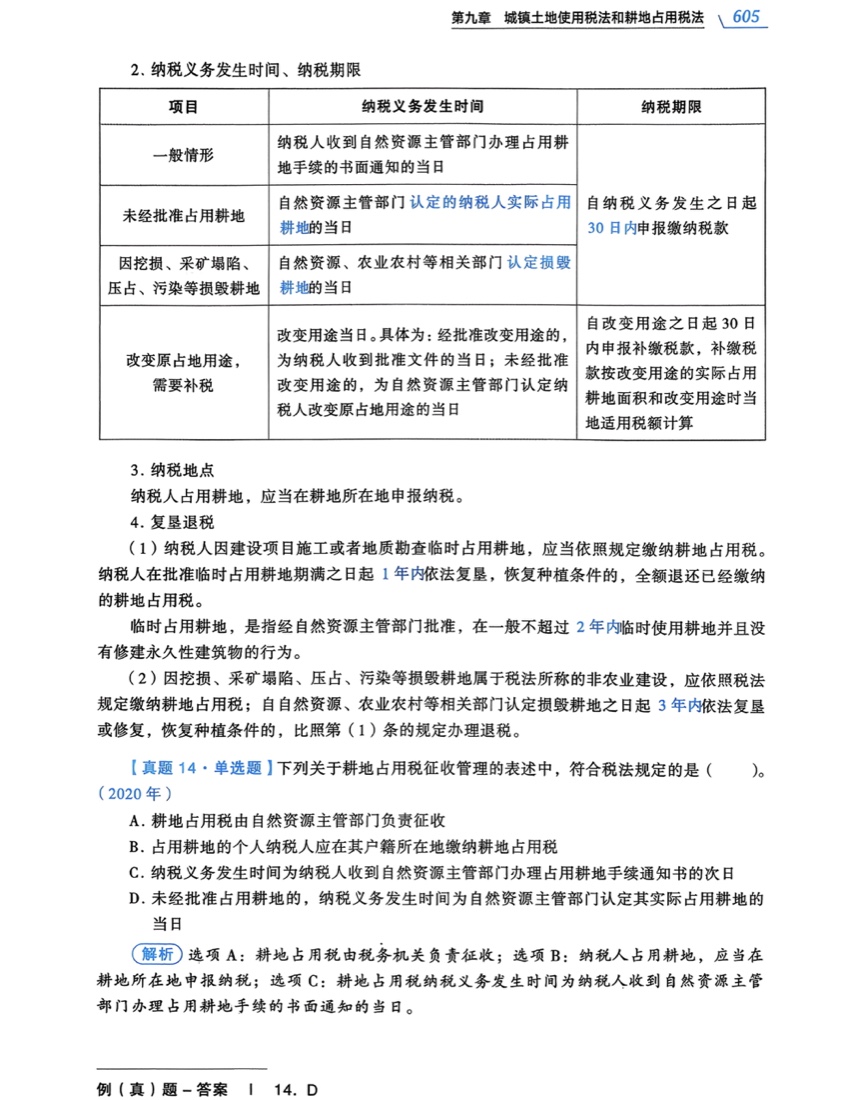 第九章 城镇土地使用税法和耕地占用税法 605
2. 纳税义务发生时间、纳税期限
项目 纳税义务发生时间 纳税期限
一般情形
纳税人收到自然资源主管部门办理占用耕
地手续的书面通知的当日
未经批准占用耕地
自然资源主管部门认定的纳税人实际占用
耕地的当日
因挖损、采矿塌陷、
压占、污染等损毁耕地
自然资源、农业农村等相关部门认定损毁
耕地的当日
自纳税义务发生之日起
30 日内申报缴纳税款
改变原占地用途，
需要补税
改变用途当日。具体为：经批准改变用途的，
为纳税人收到批准文件的当日；未经批准
改变用途的，为自然资源主管部门认定纳
税人改变原占地用途的当日
自改变用途之日起 30 日
内申报补缴税款，补缴税
款按改变用途的实际占用
耕地面积和改变用途时当
地适用税额计算
3. 纳税地点
纳税人占用耕地，应当在耕地所在地申报纳税。
4. 复垦退税
（1）纳税人因建设项目施工或者地质勘查临时占用耕地，应当依照规定缴纳耕地占用税。
纳税人在批准临时占用耕地期满之日起 1 年内依法复垦，恢复种植条件的，全额退还已经缴纳
的耕地占用税。
临时占用耕地，是指经自然资源主管部门批准，在一般不超过 2 年内临时使用耕地并且没
有修建永久性建筑物的行为。
（2）因挖损、采矿塌陷、压占、污染等损毁耕地属于税法所称的非农业建设，应依照税法
规定缴纳耕地占用税；自自然资源、农业农村等相关部门认定损毁耕地之日起 3 年内依法复垦
或修复，恢复种植条件的，比照第（1）条的规定办理退税。
【真题 14·单选题】下列关于耕地占用税征收管理的表述中，符合税法规定的是（ ）。
（2020 年）
A. 耕地占用税由自然资源主管部门负责征收
B. 占用耕地的个人纳税人应在其户籍所在地缴纳耕地占用税
C. 纳税义务发生时间为纳税人收到自然资源主管部门办理占用耕地手续通知书的次日
D. 未经批准占用耕地的，纳税义务发生时间为自然资源主管部门认定其实际占用耕地的
当日
解析 选项 A：耕地占用税由税务机关负责征收；选项 B：纳税人占用耕地，应当在
耕地所在地申报纳税；选项 C：耕地占用税纳税义务发生时间为纳税人收到自然资源主管
部门办理占用耕地手续的书面通知的当日。
例（真）题－答案 | 14. D